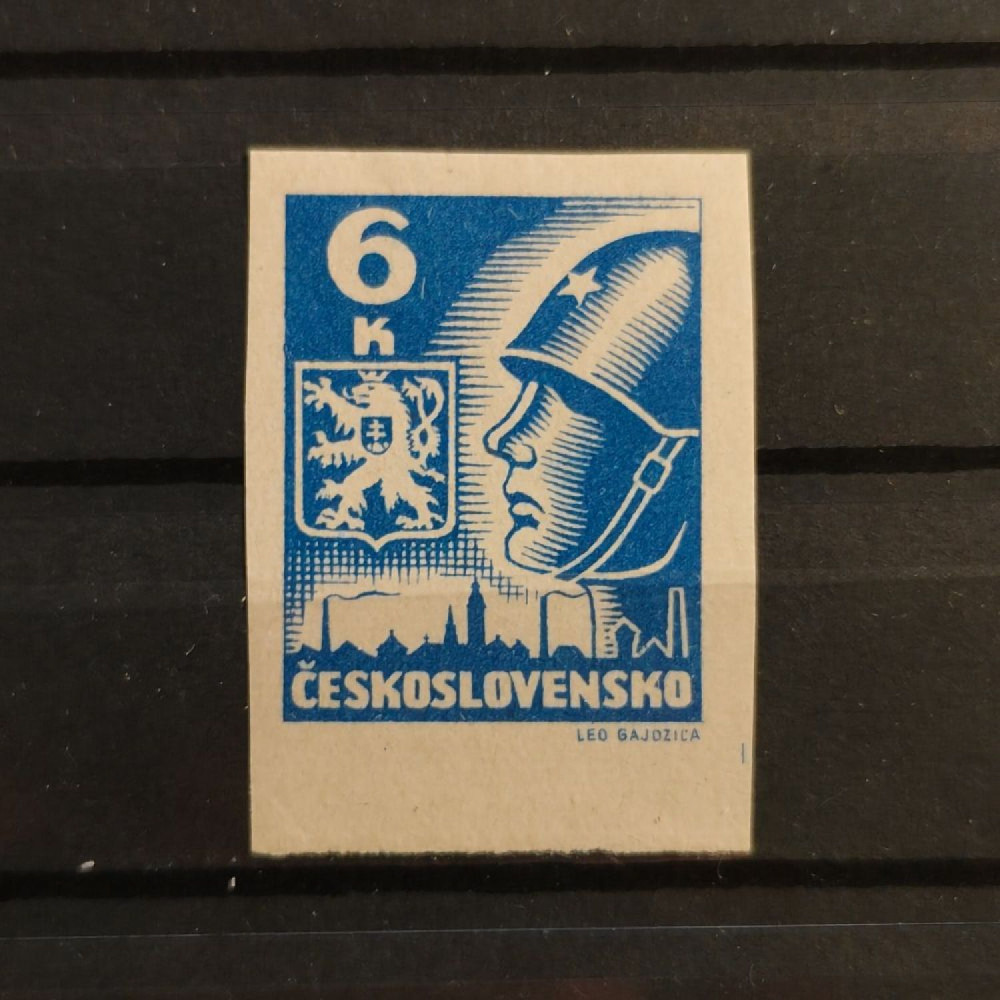 6
K
ČESKOSLOVENSKO
LEO GAJDZICA